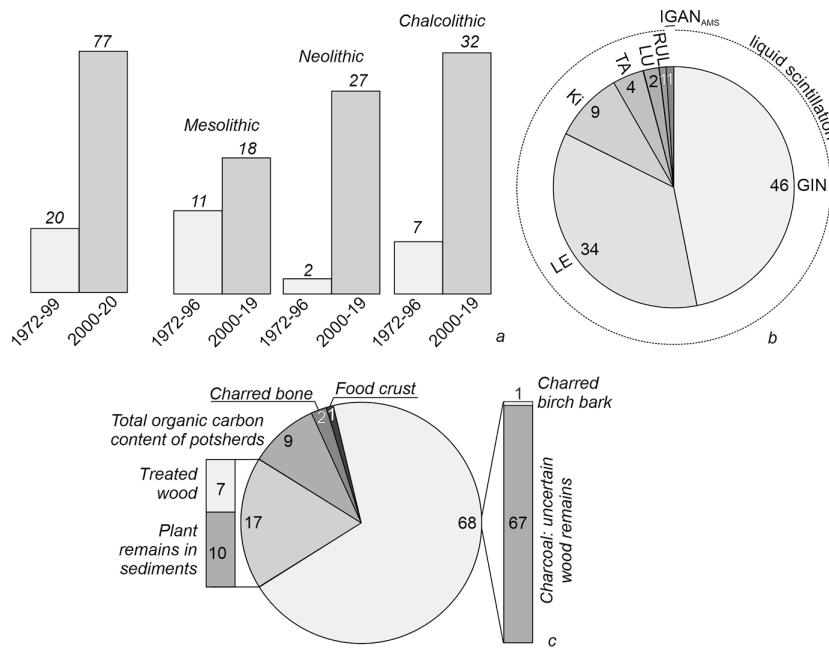 77
20
1972-99
2000-20
Mesolithic
11
18
1972-96
2000-19
Neolithic
2
27
1972-96
2000-19
Chalcolithic
7
32
1972-96
2000-19
a
IGAN AMS
liquid scintillation
RUL
LU
TA
Ki
LE
GIN
46
34
9
4
2
1
1
b
Charred bone
Food crust
Total organic carbon
content of potsherds
Treated
wood
Plant
remains in
sediments
7
10
17
9
2
1
68
1
Charred
birch bark
67
Charcoal: uncertain
wood remains
c